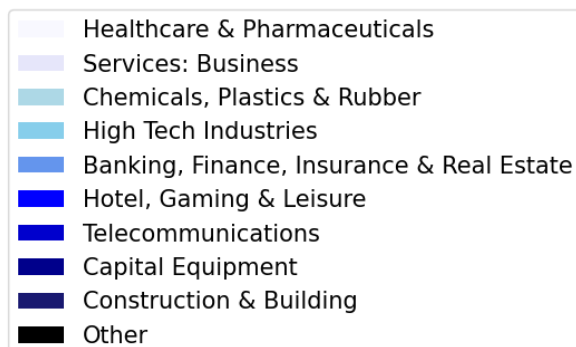 Healthcare & Pharmaceuticals
Services: Business
Chemicals, Plastics & Rubber
High Tech Industries
Banking, Finance, Insurance & Real Estate
Hotel, Gaming & Leisure
Telecommunications
Capital Equipment
Construction & Building
Other